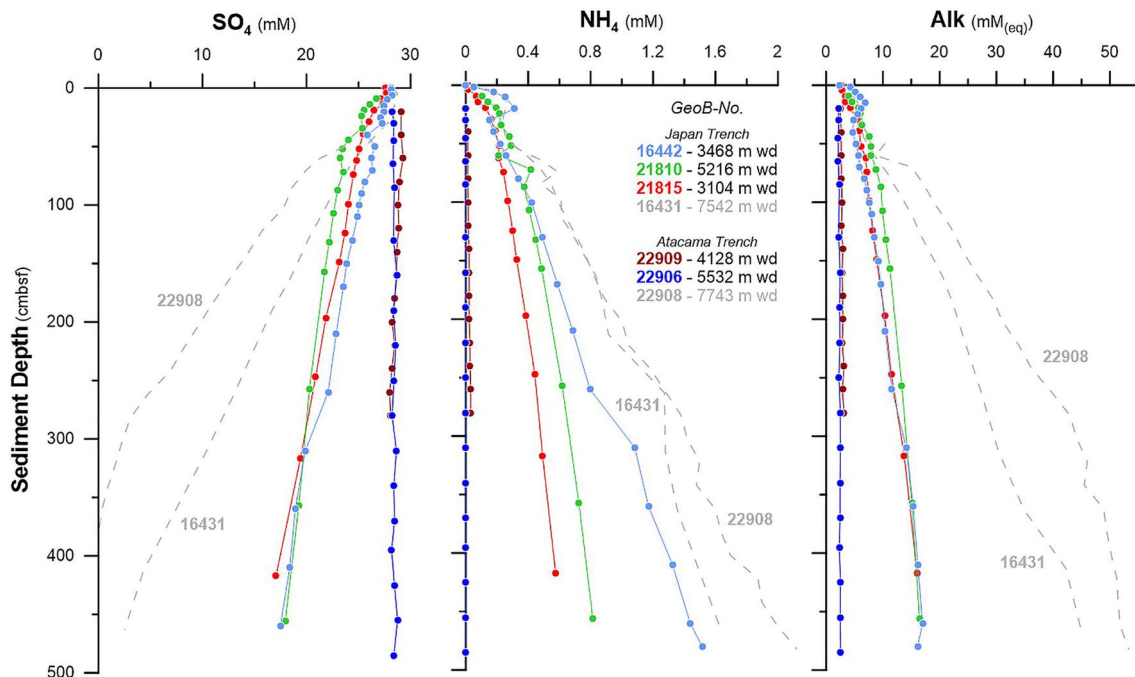 SO4 (mM)
0 10 20 30
NH4 (mM)
0 0.4 0.8 1.2 1.6 2
Alk (mM(eq))
0 10 20 30 40 50
Sediment Depth (cmbsf)
0
100
200
300
400
500
22908
16431
GeoB-No.
Japan Trench
16442 - 3468 m wd
21810 - 5216 m wd
21815 - 3104 m wd
16431 - 7542 m wd
Atacama Trench
22909 - 4128 m wd
22906 - 5532 m wd
22908 - 7743 m wd
16431
22908
22908
16431